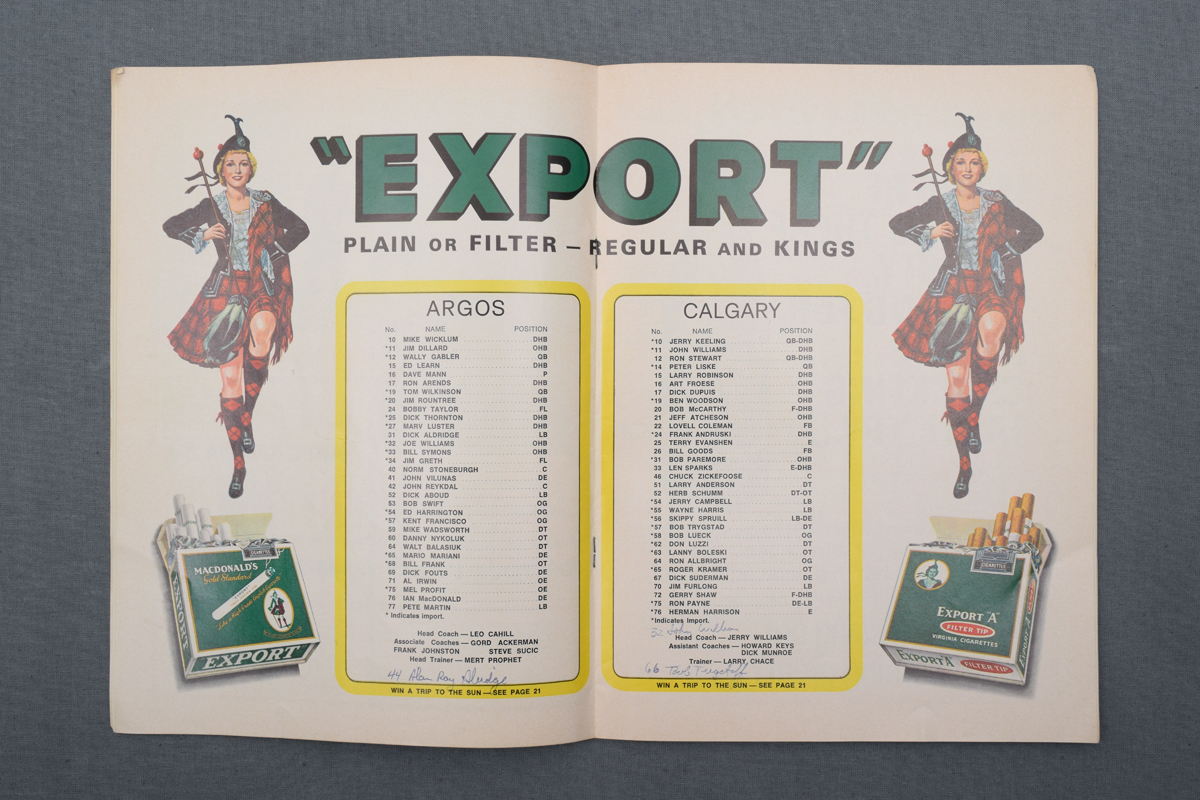 "EXPORT"
PLAIN OR FILTER — REGULAR AND KINGS
ARGOS
No. NAME POSITION
10 MIKE WICKLUM DHB
*11 JIM DILLARD OHB
*12 WALLY GABLER QB
15 ED LEARN DHB
16 DAVE MANN P
17 RON ARENDS DHB
*19 TOM WILKINSON QB
*20 JIM ROUNTREE DHB
24 BOBBY TAYLOR FL
*25 DICK THORNTON DHB
*27 MARV LUSTER DHB
31 DICK ALDRIDGE LB
*32 JOE WILLIAMS OHB
*33 BILL SYMONS OHB
*34 JIM GRETH FL
40 NORM STONEBURGH C
41 JOHN VILUNAS DE
42 JOHN REYKDAL C
52 DICK ABOUD LB
53 BOB SWIFT OG
*54 ED HARRINGTON OG
*57 KENT FRANCISCO OG
59 MIKE WADSWORTH DT
60 DANNY NYKOLUK OT
64 WALT BALASIUK DT
*65 MARIO MARIANI DE
*68 BILL FRANK OT
69 DICK FOUTS DE
71 AL IRWIN OE
*75 MEL PROFIT OE
76 IAN MacDONALD DE
77 PETE MARTIN LB
* Indicates import.
Head Coach — LEO CAHILL
Associate Coaches — GORD ACKERMAN
FRANK JOHNSTON STEVE SUCIC
Head Trainer — MERT PROPHET
44 Alan Ray
WIN A TRIP TO THE SUN — SEE PAGE 21
CALGARY
No. NAME POSITION
*10 JERRY KEELING QB-DHB
*11 JOHN WILLIAMS DHB
12 RON STEWART QB-DHB
*14 PETER LISKE QB
15 LARRY ROBINSON DHB
16 ART FROESE OHB
17 DICK DUPUIS DHB
*19 BEN WOODSON OHB
20 BOB McCARTHY F-DHB
21 JEFF ATCHESON OHB
22 LOVELL COLEMAN FB
*24 FRANK ANDRUSKI DHB
25 TERRY EVANSHEN E
26 BILL GOODS FB
*31 BOB PAREMORE OHB
33 LEN SPARKS E-DHB
46 CHUCK ZICKEFOOSE C
51 LARRY ANDERSON DT
52 HERB SCHUMM DT-OT
*54 JERRY CAMPBELL LB
*55 WAYNE HARRIS LB
*56 SKIPPY SPRUILL LB-DE
*57 BOB TRYGSTAD DT
*58 BOB LUECK OG
*62 DON LUZZI DT
*63 LANNY BOLESKI OT
64 RON ALLBRIGHT OG
*65 ROGER KRAMER OT
67 DICK SUDERMAN DE
70 JIM FURLONG LB
72 GERRY SHAW F-DHB
*75 RON PAYNE DE-LB
*76 HERMAN HARRISON E
*Indicates Import.
John William
Head Coach — JERRY WILLIAMS
Assistant Coaches — HOWARD KEYS
DICK MUNROE
Trainer — LARRY CHACE
66 Bob
WIN A TRIP TO THE SUN — SEE PAGE 21
MACDONALD'S
Gold Standard
EXPORT
EXPORT
CIGARETTES
EXPORT "A"
FILTER TIP
VIRGINIA CIGARETTES
EXPORT "A" FILTER TIP
EXPORT "A"
FILTER TIP